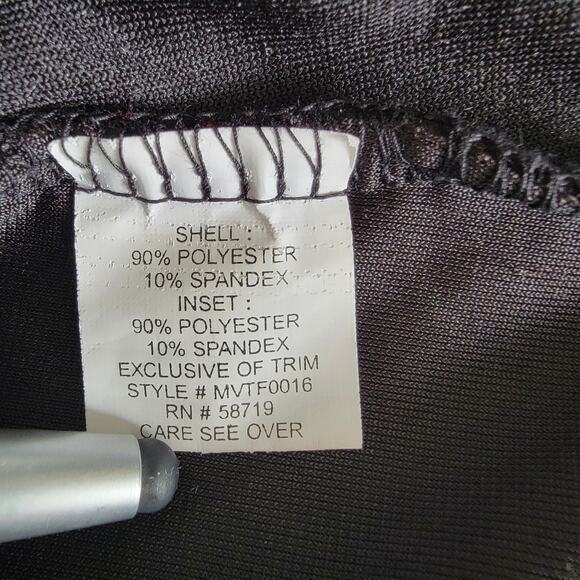 SHELL :
90% POLYESTER
10% SPANDEX
INSET :
90% POLYESTER
10% SPANDEX
EXCLUSIVE OF TRIM
STYLE # MVTF0016
RN # 58719
CARE SEE OVER